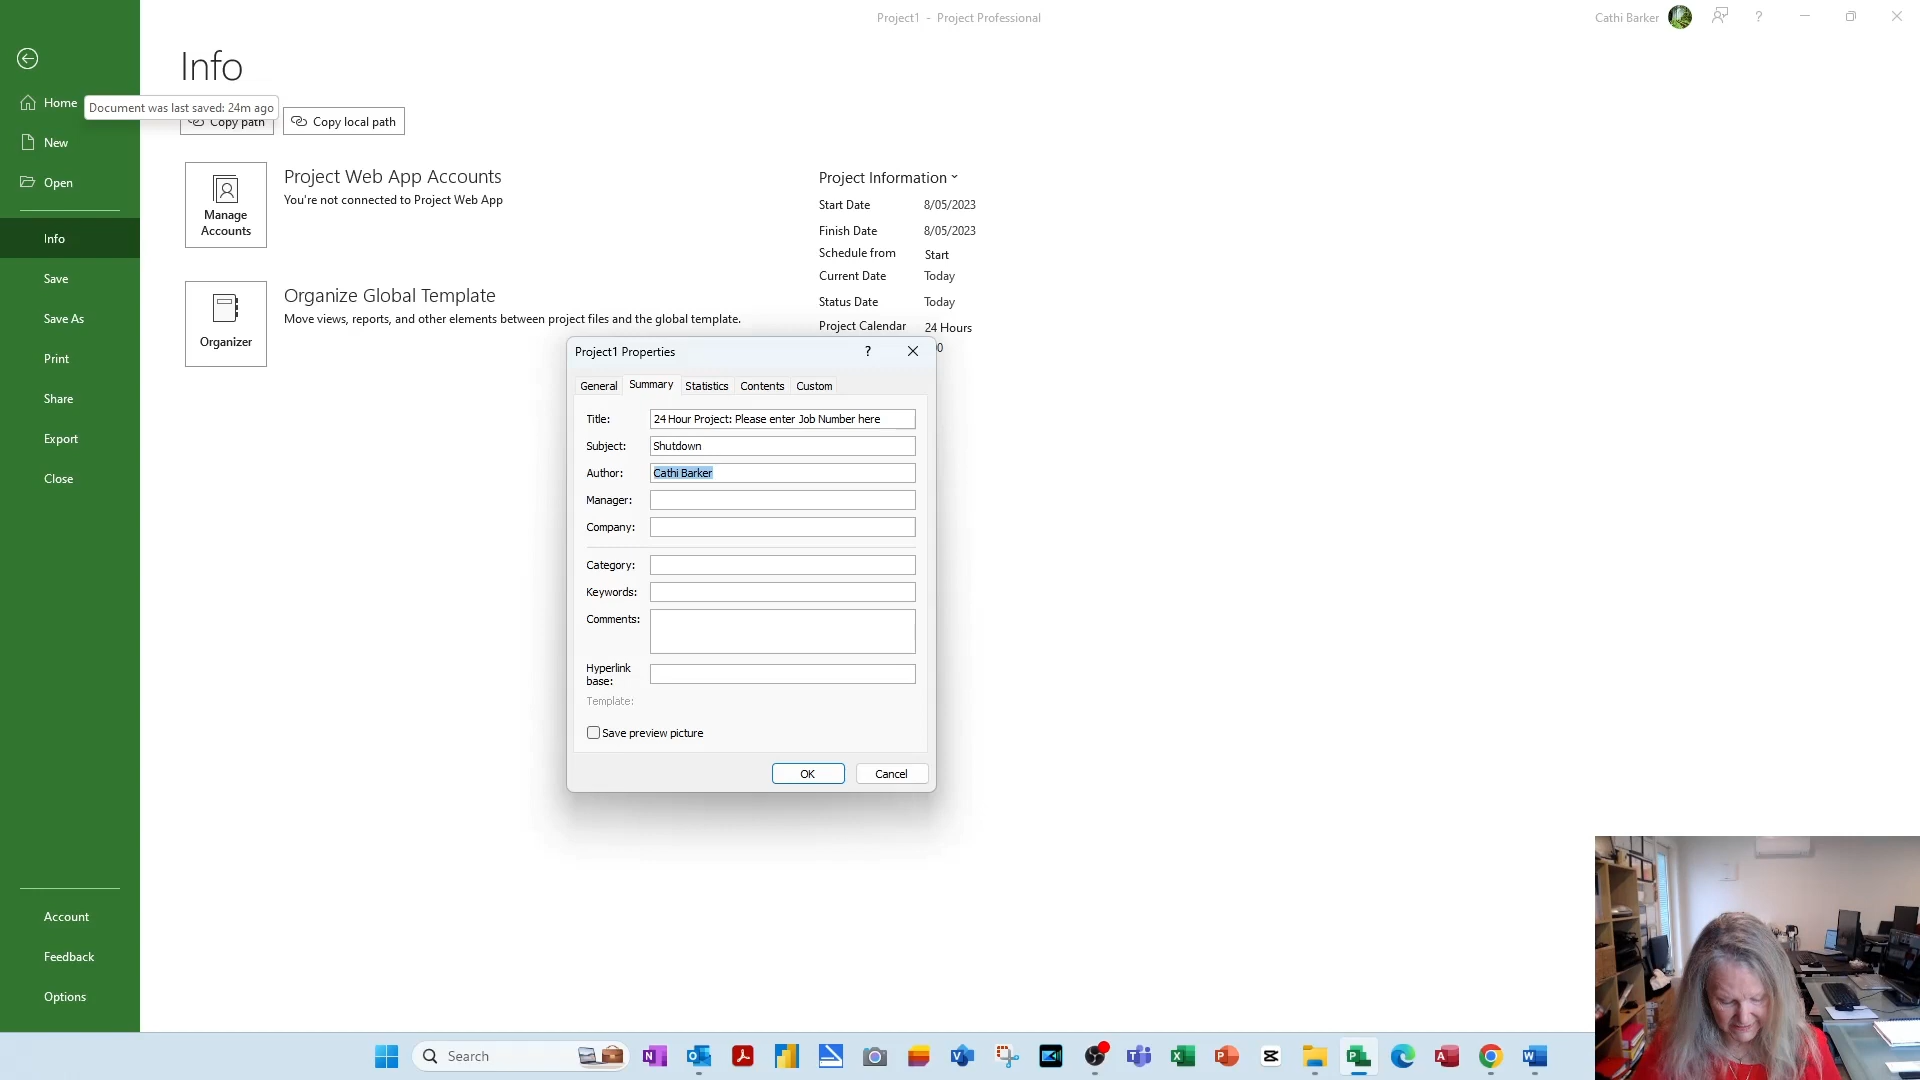 Project1 - Project Professional
Cathi Barker
?
Info
Home
Document was last saved: 24m ago
Copy path
Copy local path
New
Open
Info
Save
Save As
Print
Share
Export
Close
Account
Feedback
Options
Manage
Accounts
Project Web App Accounts
You're not connected to Project Web App
Organizer
Organize Global Template
Move views, reports, and other elements between project files and the global template.
Project Information
Start Date 8/05/2023
Finish Date 8/05/2023
Schedule from Start
Current Date Today
Status Date Today
Project Calendar 24 Hours
Project1 Properties
?
General Summary Statistics Contents Custom
Title: 24 Hour Project: Please enter Job Number here
Subject: Shutdown
Author: Cathi Barker
Manager:
Company:
Category:
Keywords:
Comments:
Hyperlink
base:
Template:
Save preview picture
OK Cancel
Search